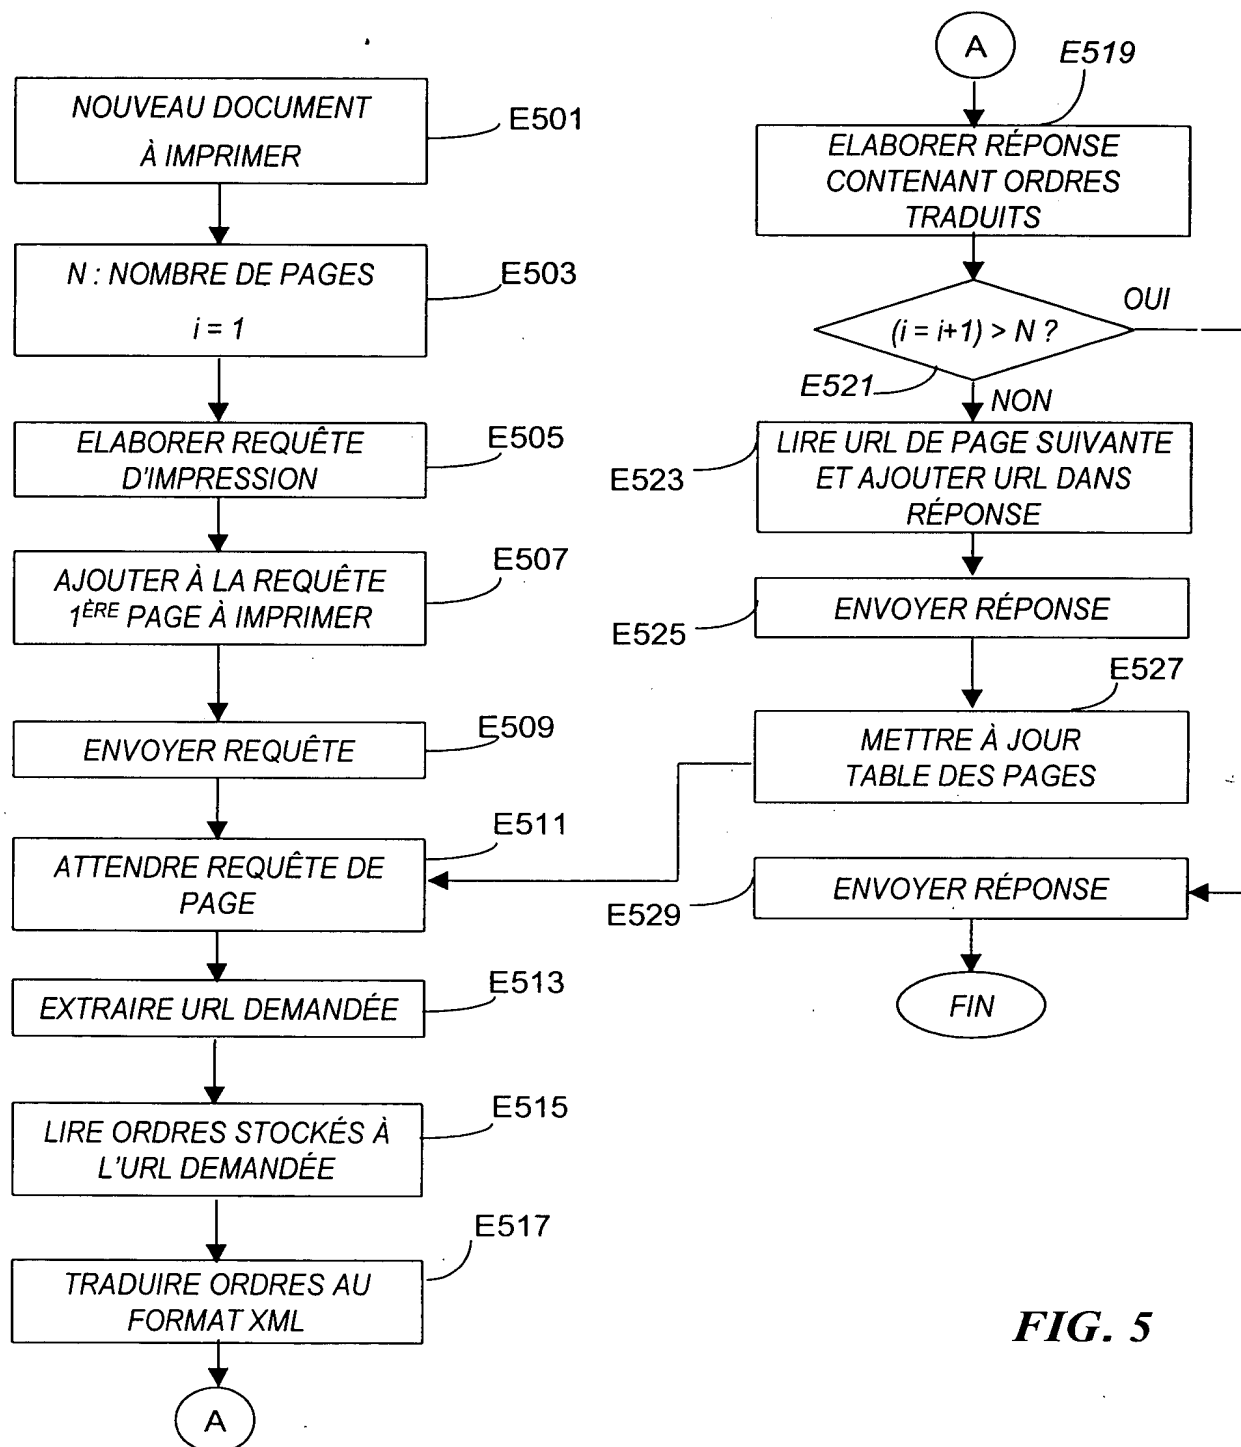 NOUVEAU DOCUMENT
À IMPRIMER
E501
N : NOMBRE DE PAGES
i = 1
E503
ELABORER REQUÊTE
D'IMPRESSION
E505
AJOUTER À LA REQUÊTE
1ÈRE PAGE À IMPRIMER
E507
ENVOYER REQUÊTE
E509
ATTENDRE REQUÊTE DE
PAGE
E511
EXTRAIRE URL DEMANDÉE
E513
LIRE ORDRES STOCKÉS À
L'URL DEMANDÉE
E515
TRADUIRE ORDRES AU
FORMAT XML
E517
A
A
E519
ELABORER RÉPONSE
CONTENANT ORDRES
TRADUITS
(i = i+1) > N ?
OUI
E521
NON
LIRE URL DE PAGE SUIVANTE
ET AJOUTER URL DANS
RÉPONSE
E523
ENVOYER RÉPONSE
E525
E527
METTRE À JOUR
TABLE DES PAGES
ENVOYER RÉPONSE
E529
FIN
FIG. 5